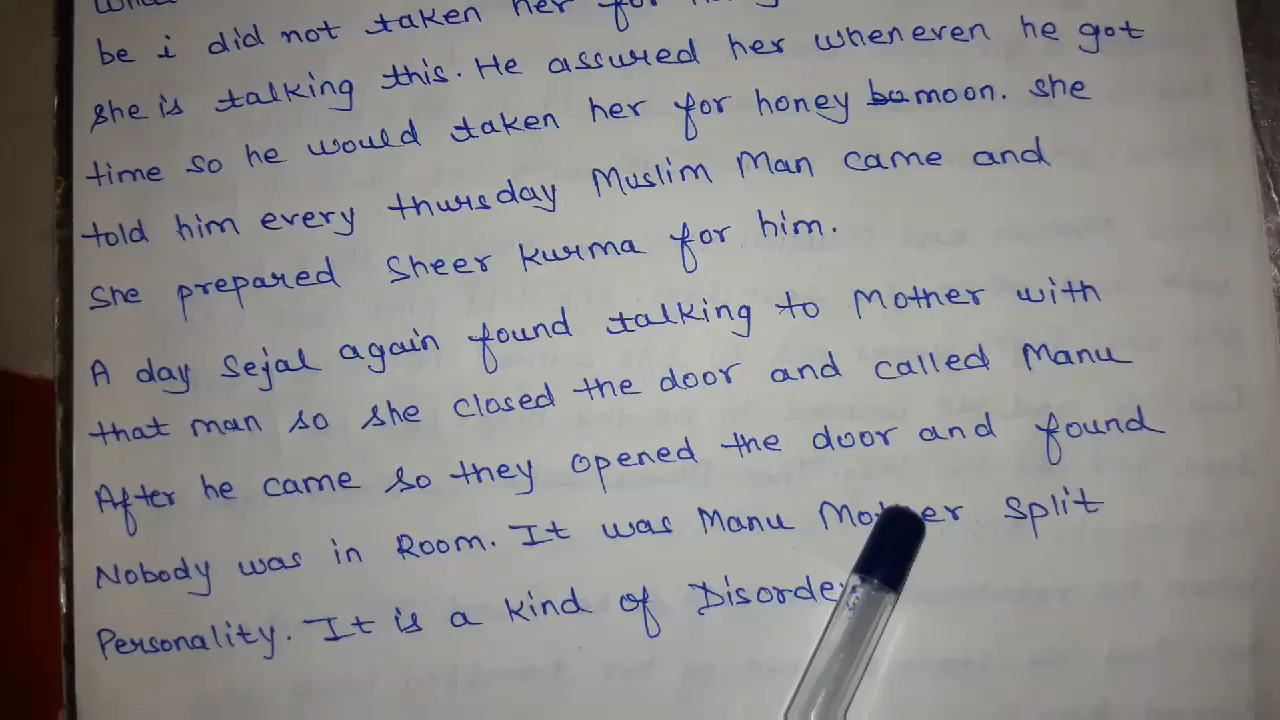 be i did not taken her for
she is talking this. He assured her wheneven he got
time so he would taken her for honey bamoon. she
told him every thursday Muslim Man came and
she prepared Sheer kurma for him.
A day Sejal again found talking to Mother with
that man so she closed the door and called Manu
After he came so they opened the door and found
Nobody was in Room. It was Manu Mother split
Personality. It is a kind of Disorder